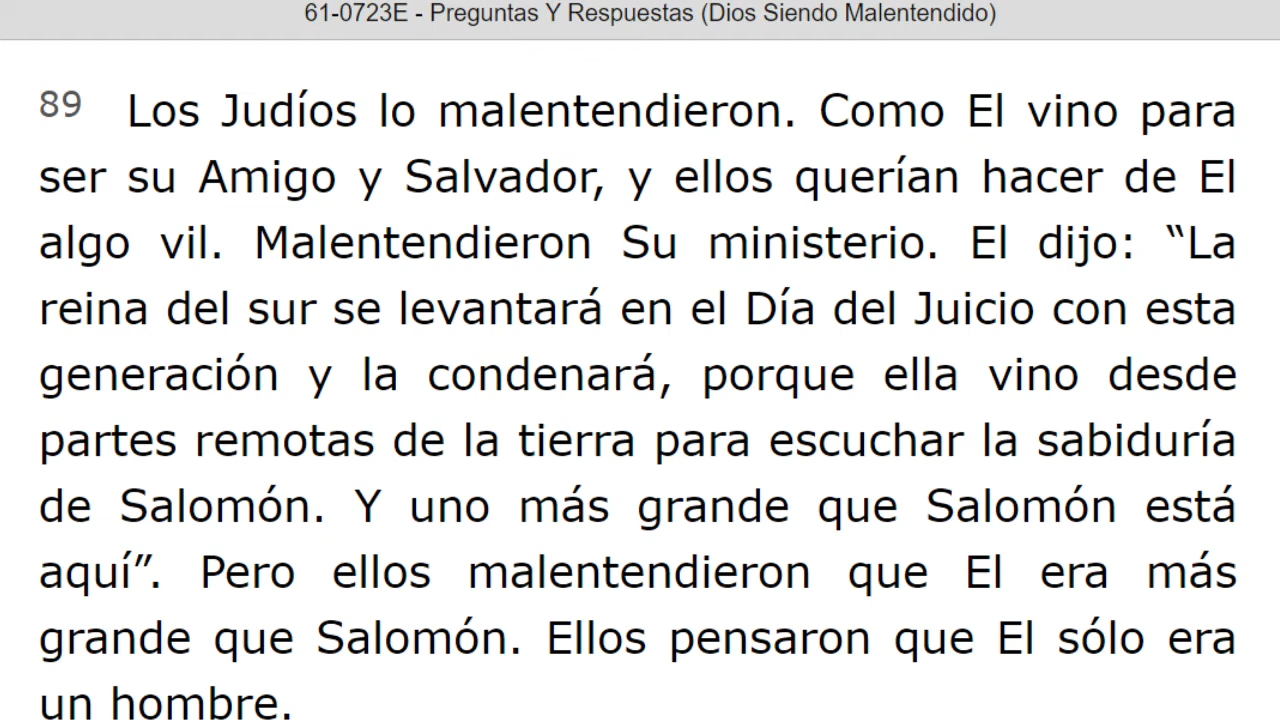 61-0723E - Preguntas Y Respuestas (Dios Siendo Malentendido)
89 Los Judíos lo malentendieron. Como El vino para
ser su Amigo y Salvador, y ellos querían hacer de El
algo vil. Malentendieron Su ministerio. El dijo: “La
reina del sur se levantará en el Día del Juicio con esta
generación y la condenará, porque ella vino desde
partes remotas de la tierra para escuchar la sabiduría
de Salomón. Y uno más grande que Salomón está
aquí”. Pero ellos malentendieron que El era más
grande que Salomón. Ellos pensaron que El sólo era
un hombre.